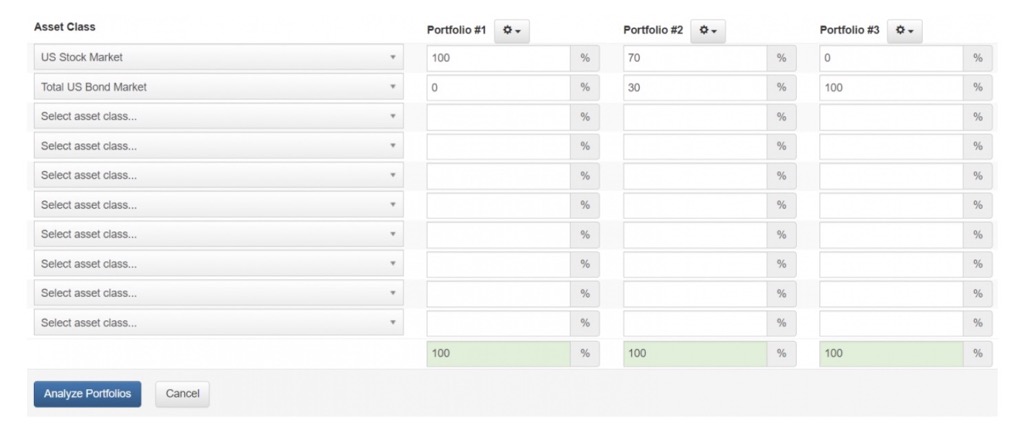 Asset Class Portfolio #1 Portfolio #2 Portfolio #3
US Stock Market 100 % 70 % 0 %
Total US Bond Market 0 % 30 % 100 %
Select asset class... % % %
Select asset class... % % %
Select asset class... % % %
Select asset class... % % %
Select asset class... % % %
Select asset class... % % %
Select asset class... % % %
Select asset class... % % %
100 % 100 % 100 %
Analyze Portfolios Cancel